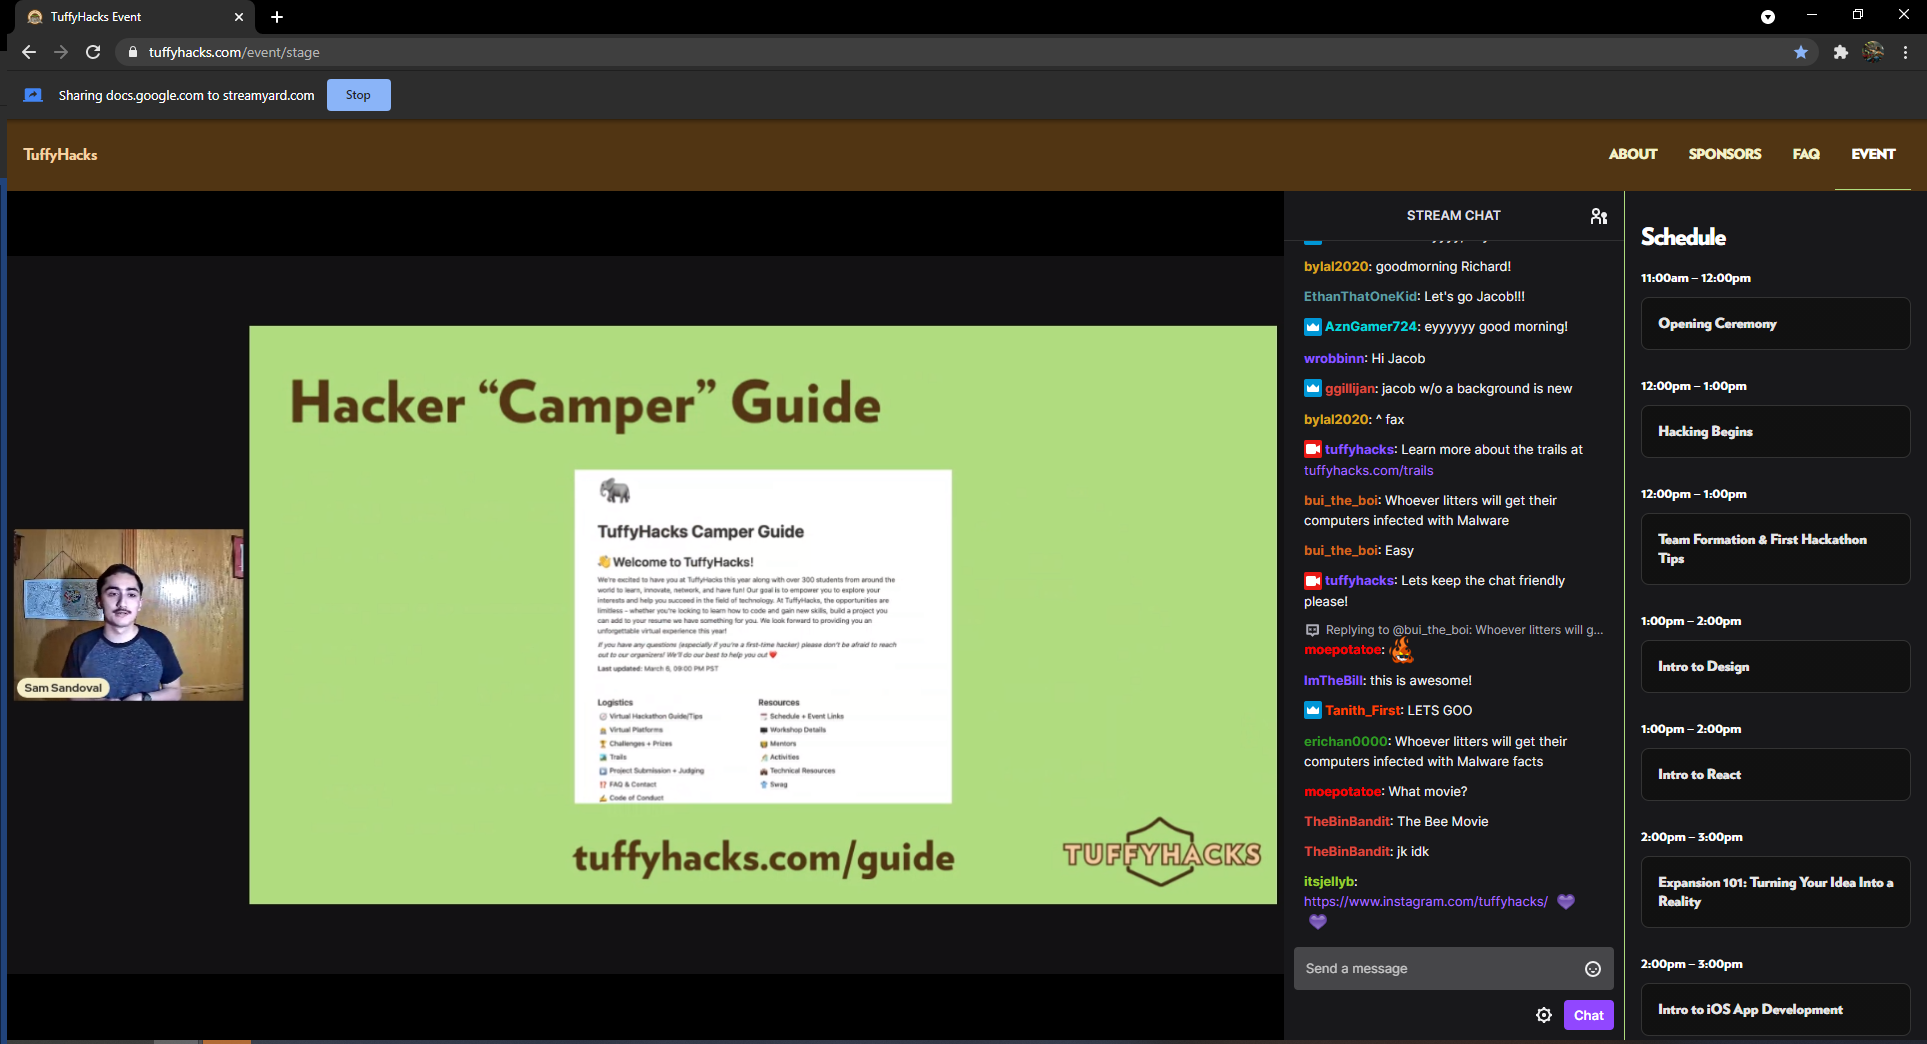 TuffyHacks Event
tuffyhacks.com/event/stage
Sharing docs.google.com to streamyard.com
Stop
TuffyHacks
ABOUT
SPONSORS
FAQ
EVENT
Hacker “Camper” Guide
TuffyHacks Camper Guide
👋 Welcome to TuffyHacks!
We're excited to have you at TuffyHacks this year along with over 300 students from around the
world to learn, innovate, network, and have fun! Our goal is to empower you to explore your
interests and help you succeed in the field of technology. At TuffyHacks, the opportunities are
limitless – whether you're looking to learn how to code and gain new skills, build a project you
can add to your resume we have something for you. We look forward to providing you an
unforgettable virtual experience this year!
If you have any questions (especially if you're a first-time hacker) please don't be afraid to reach
out to our organizers! We'll do our best to help you out ❤️
Last updated: March 6, 09:00 PM PST
Logistics
Virtual Hackathon Guide/Tips
Virtual Platforms
Challenges + Prizes
Trails
Project Submission + Judging
FAQ & Contact
Code of Conduct
Resources
Schedule + Event Links
Workshop Details
Mentors
Activities
Technical Resources
Swag
tuffyhacks.com/guide
TUFFYHACKS
Sam Sandoval
STREAM CHAT
bylal2020: goodmorning Richard!
EthanThatOneKid: Let's go Jacob!!!
AznGamer724: eyyyyyy good morning!
wrobbinn: Hi Jacob
ggillijan: jacob w/o a background is new
bylal2020: ^ fax
tuffyhacks: Learn more about the trails at
tuffyhacks.com/trails
bui_the_boi: Whoever litters will get their
computers infected with Malware
bui_the_boi: Easy
tuffyhacks: Lets keep the chat friendly
please!
Replying to @bui_the_boi: Whoever litters will g...
moepotatoe:
ImTheBill: this is awesome!
Tanith_First: LETS GOO
erichan0000: Whoever litters will get their
computers infected with Malware facts
moepotatoe: What movie?
TheBinBandit: The Bee Movie
TheBinBandit: jk idk
itsjellyb:
https://www.instagram.com/tuffyhacks/ 💜
💜
Send a message
Chat
Schedule
11:00am – 12:00pm
Opening Ceremony
12:00pm – 1:00pm
Hacking Begins
12:00pm – 1:00pm
Team Formation & First Hackathon
Tips
1:00pm – 2:00pm
Intro to Design
1:00pm – 2:00pm
Intro to React
2:00pm – 3:00pm
Expansion 101: Turning Your Idea Into a
Reality
2:00pm – 3:00pm
Intro to iOS App Development